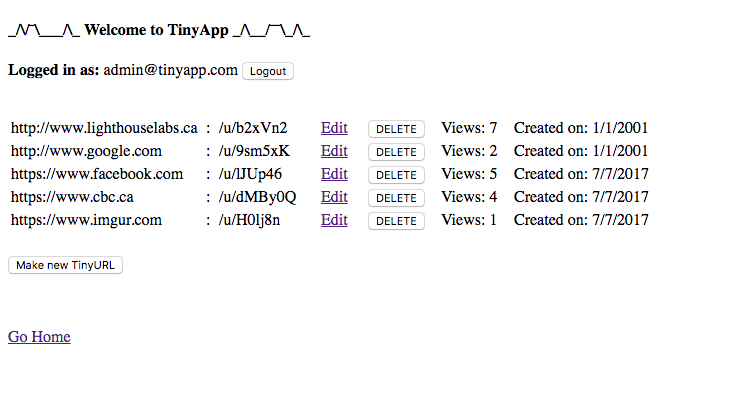 _/\/‾\___/\_ Welcome to TinyApp _/\__/‾\_/\_
Logged in as: admin@tinyapp.com Logout
http://www.lighthouselabs.ca : /u/b2xVn2 Edit DELETE Views: 7 Created on: 1/1/2001
http://www.google.com : /u/9sm5xK Edit DELETE Views: 2 Created on: 1/1/2001
https://www.facebook.com : /u/lJUp46 Edit DELETE Views: 5 Created on: 7/7/2017
https://www.cbc.ca : /u/dMBy0Q Edit DELETE Views: 4 Created on: 7/7/2017
https://www.imgur.com : /u/H0lj8n Edit DELETE Views: 1 Created on: 7/7/2017
Make new TinyURL
Go Home